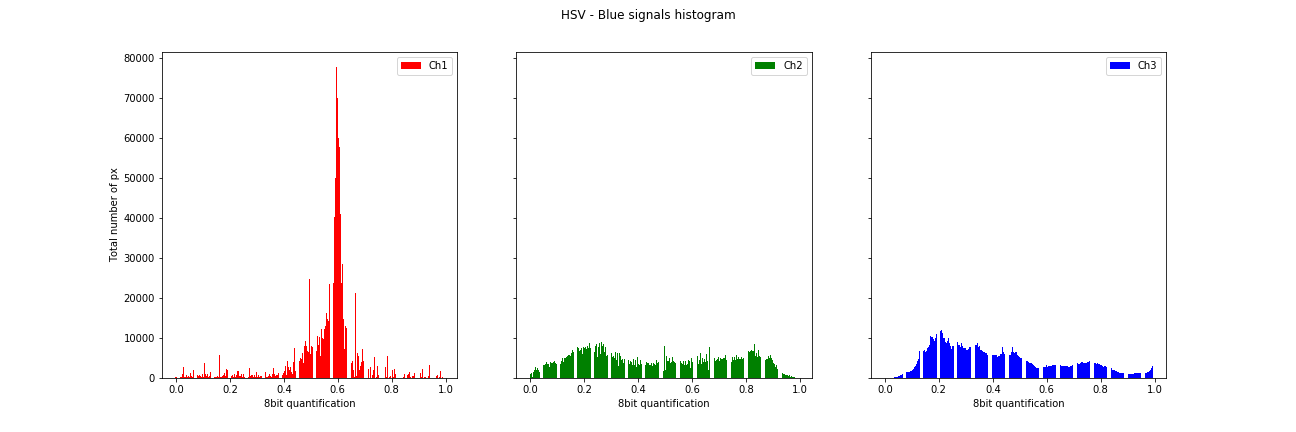 HSV - Blue signals histogram
Ch1
Ch2
Ch3
80000
70000
60000
50000
40000
30000
20000
10000
0
Total number of px
0.0 0.2 0.4 0.6 0.8 1.0
0.0 0.2 0.4 0.6 0.8 1.0
0.0 0.2 0.4 0.6 0.8 1.0
8bit quantification
8bit quantification
8bit quantification